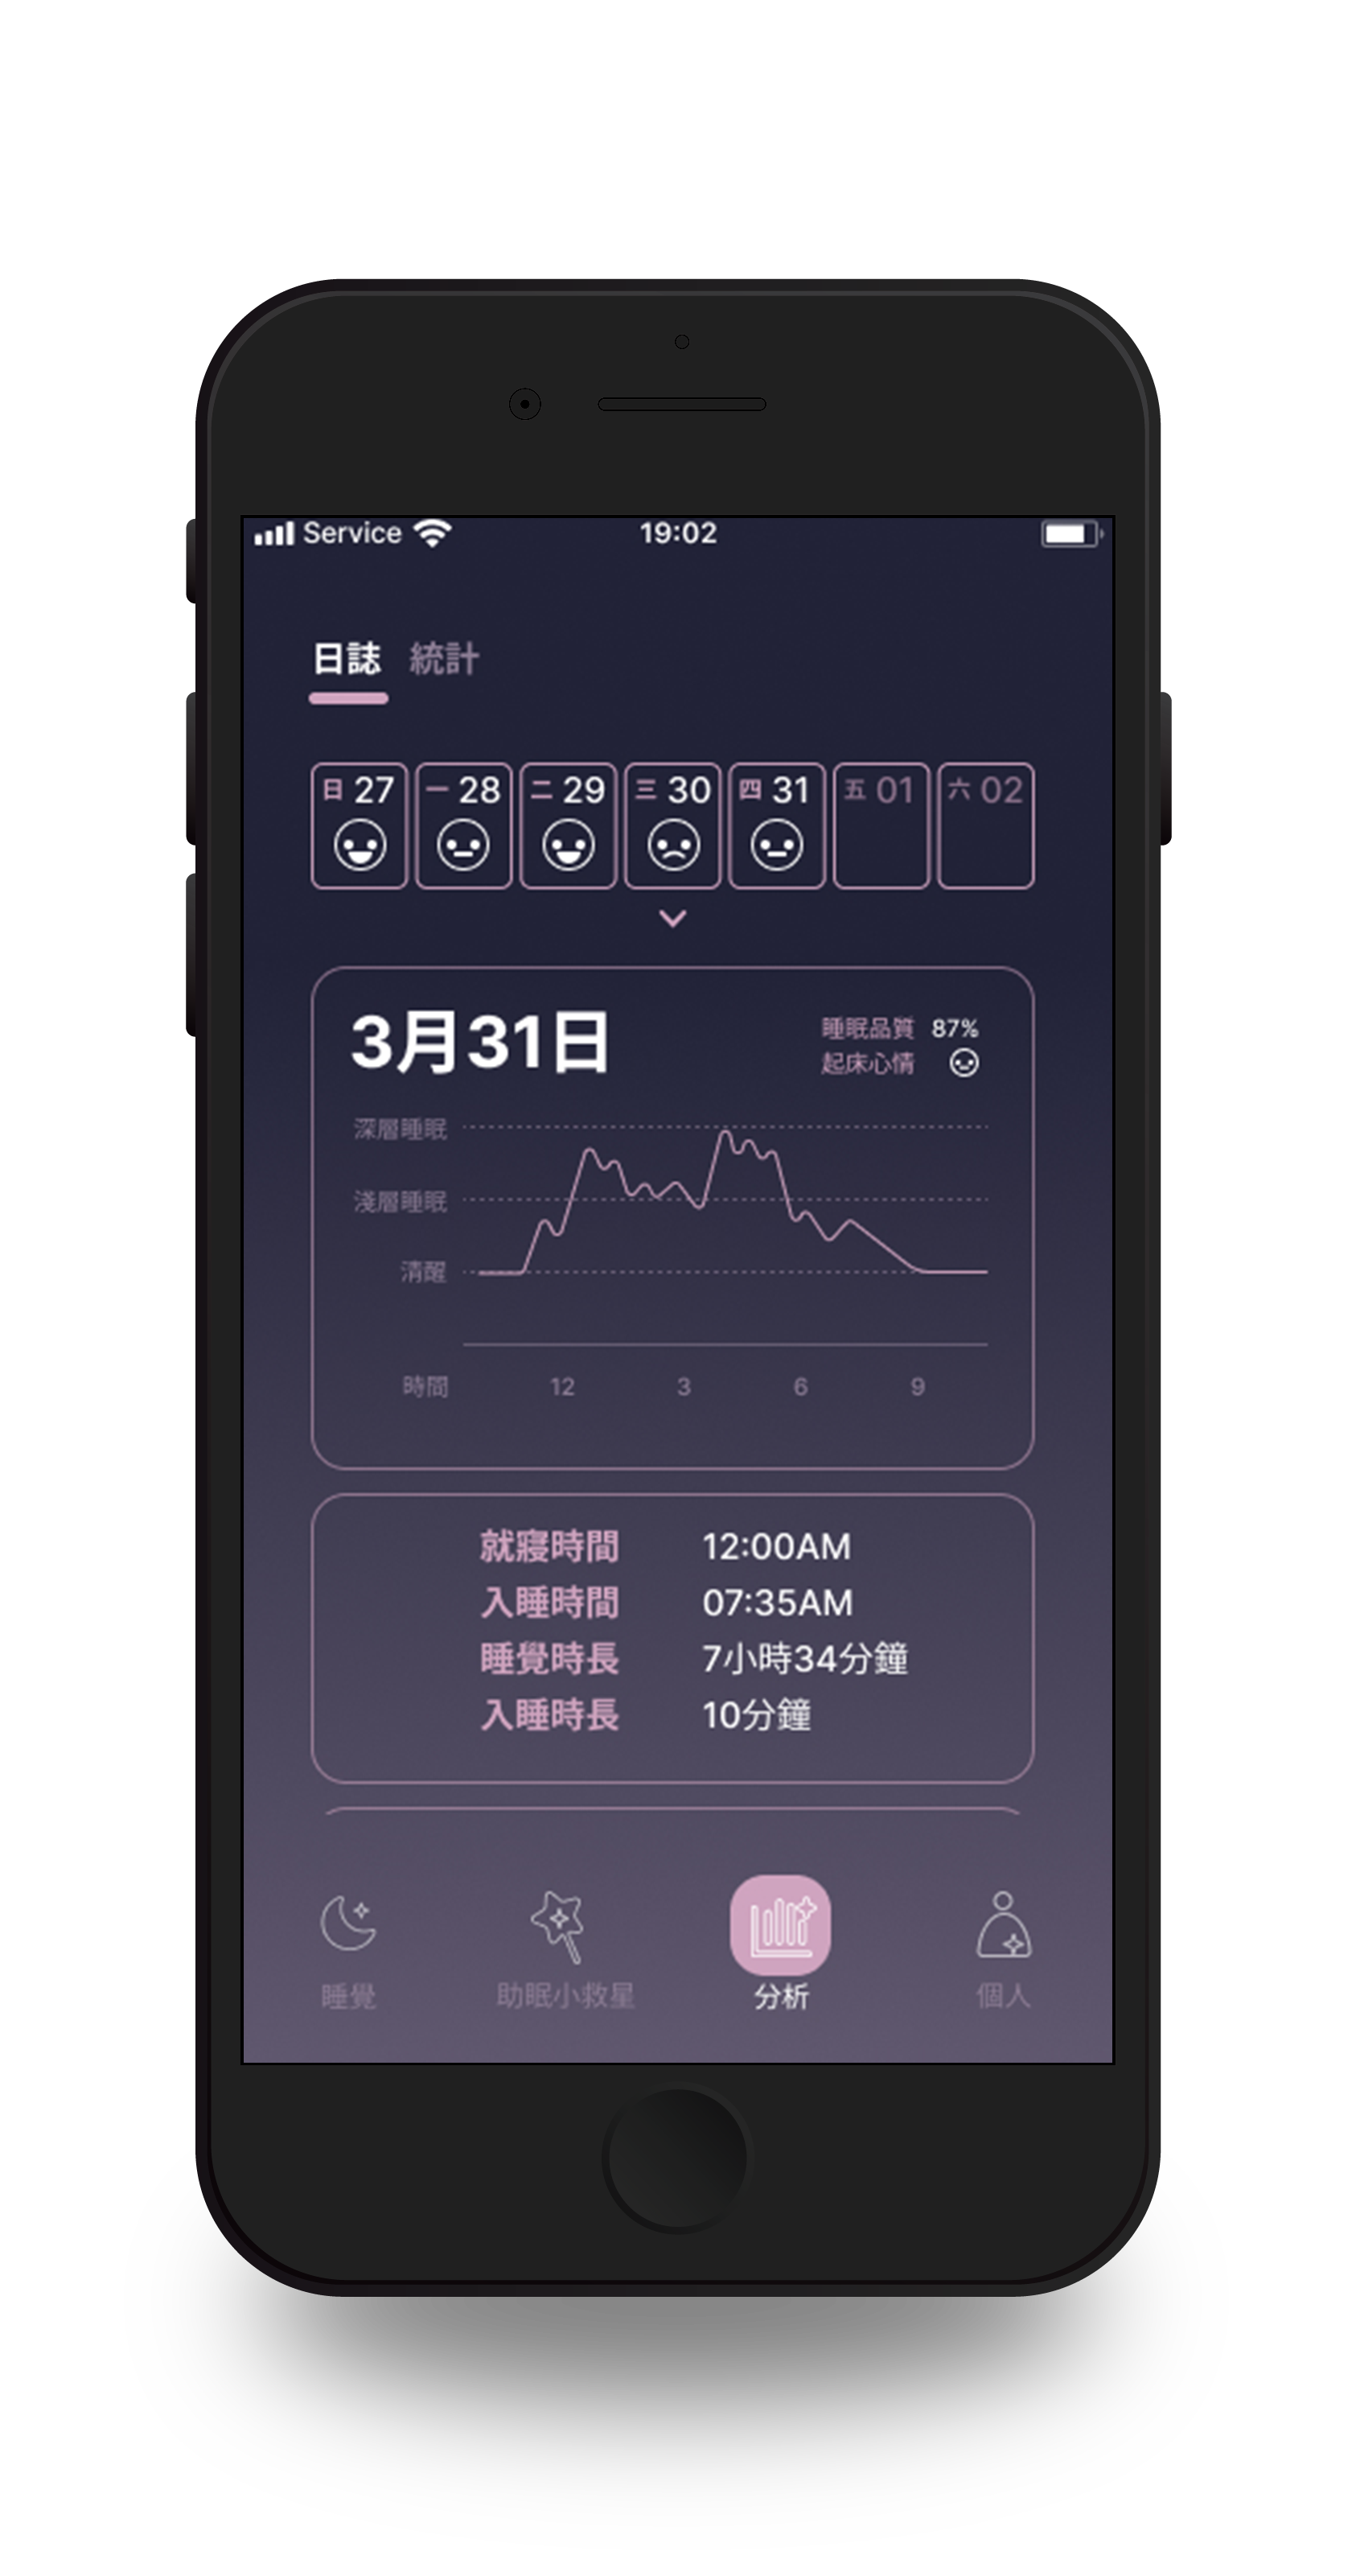 Service 19:02
日誌 統計
日 27 一 28 二 29 三 30 四 31 五 01 六 02
3月31日
睡眠品質 87%
起床心情
深層睡眠
淺層睡眠
清醒
時間 12 3 6 9
就寢時間 12:00AM
入睡時間 07:35AM
睡覺時長 7小時34分鐘
入睡時長 10分鐘
睡覺 助眠小救星 分析 個人